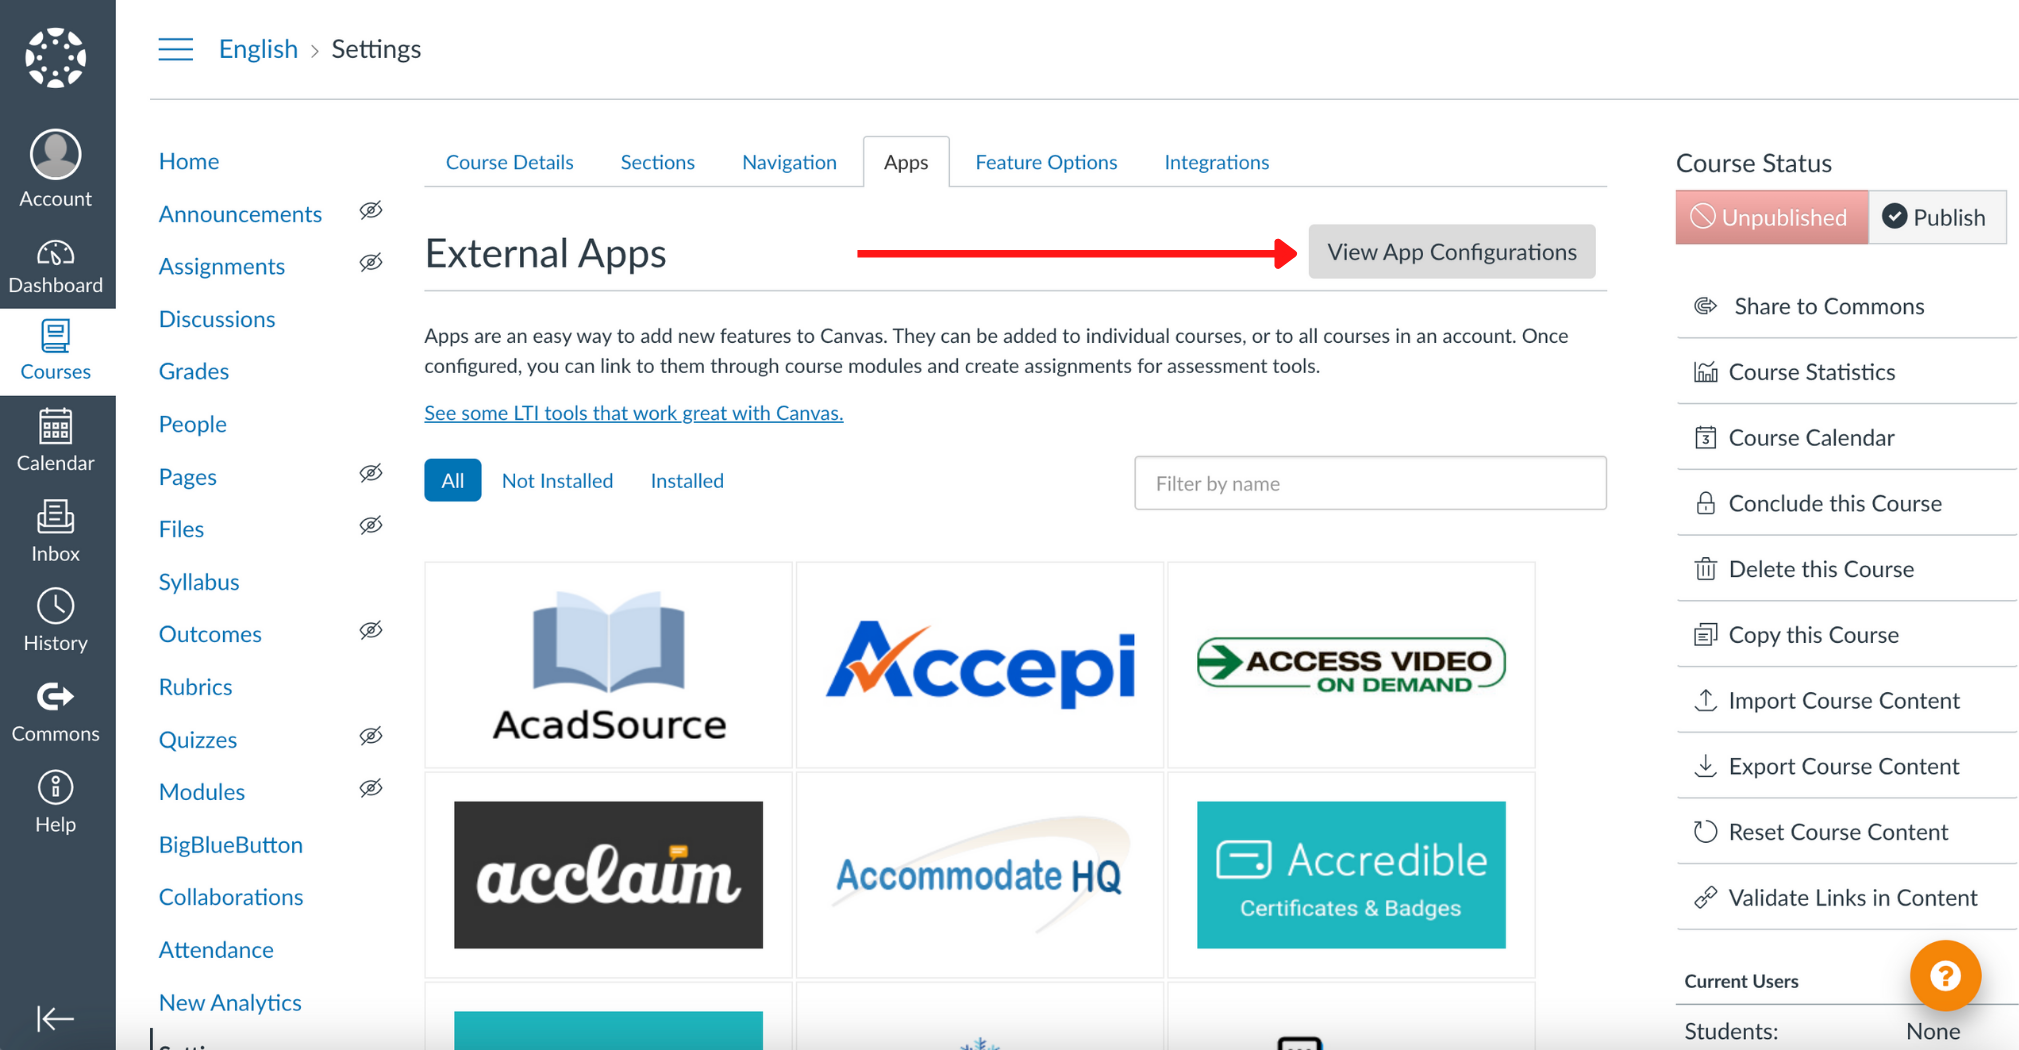 English > Settings
Account
Dashboard
Courses
Calendar
Inbox
History
Commons
Help
Home
Announcements
Assignments
Discussions
Grades
People
Pages
Files
Syllabus
Outcomes
Rubrics
Quizzes
Modules
BigBlueButton
Collaborations
Attendance
New Analytics
Course Details
Sections
Navigation
Apps
Feature Options
Integrations
External Apps
View App Configurations
Apps are an easy way to add new features to Canvas. They can be added to individual courses, or to all courses in an account. Once
configured, you can link to them through course modules and create assignments for assessment tools.
See some LTI tools that work great with Canvas.
All
Not Installed
Installed
Filter by name
AcadSource
Accepi
ACCESS VIDEO
ON DEMAND
acclaim
Accommodate HQ
Accredible
Certificates & Badges
Course Status
Unpublished
Publish
Share to Commons
Course Statistics
3
Course Calendar
Conclude this Course
Delete this Course
Copy this Course
Import Course Content
Export Course Content
Reset Course Content
Validate Links in Content
?
Current Users
Students: None